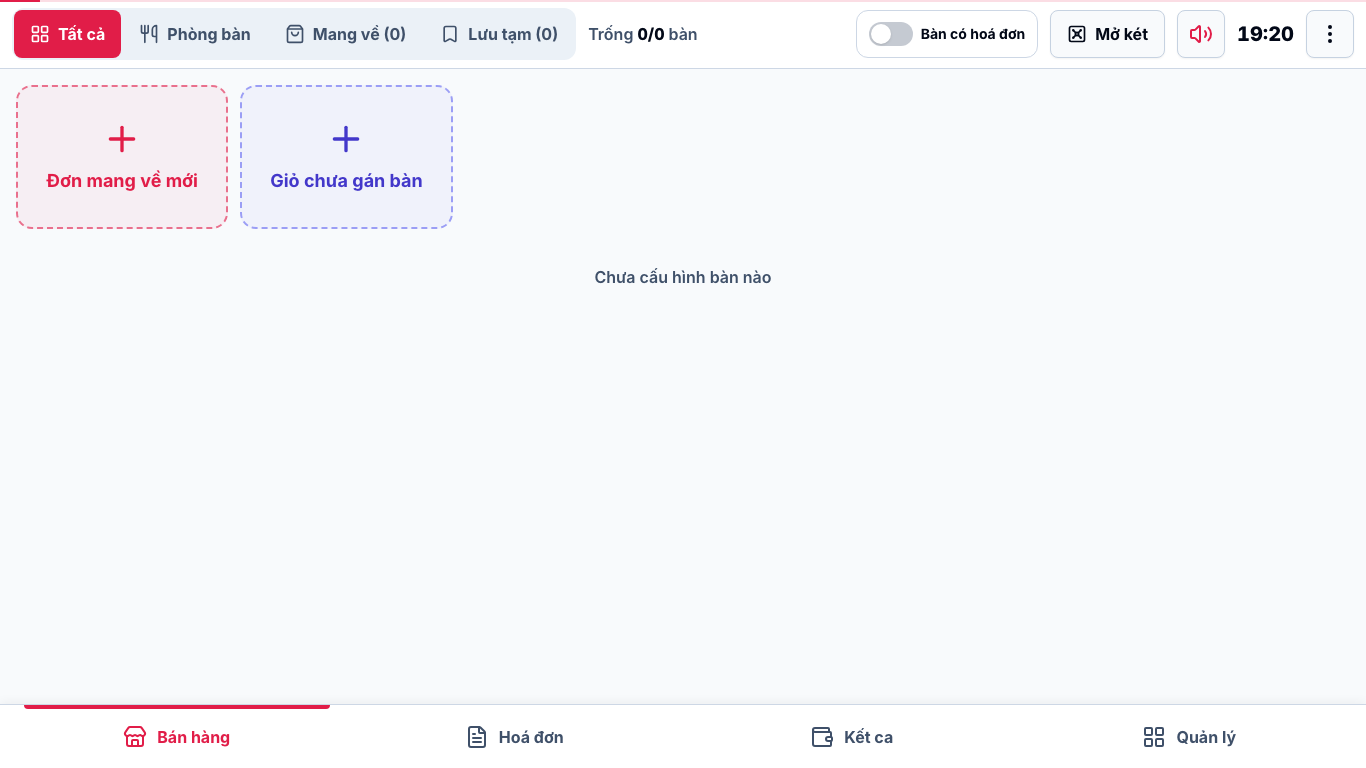 Tất cả
Phòng bàn
Mang về (0)
Lưu tạm (0)
Trống 0/0 bàn
Bàn có hoá đơn
Mở két
19:20
Đơn mang về mới
Giỏ chưa gán bàn
Chưa cấu hình bàn nào
Bán hàng
Hoá đơn
Kết ca
Quản lý